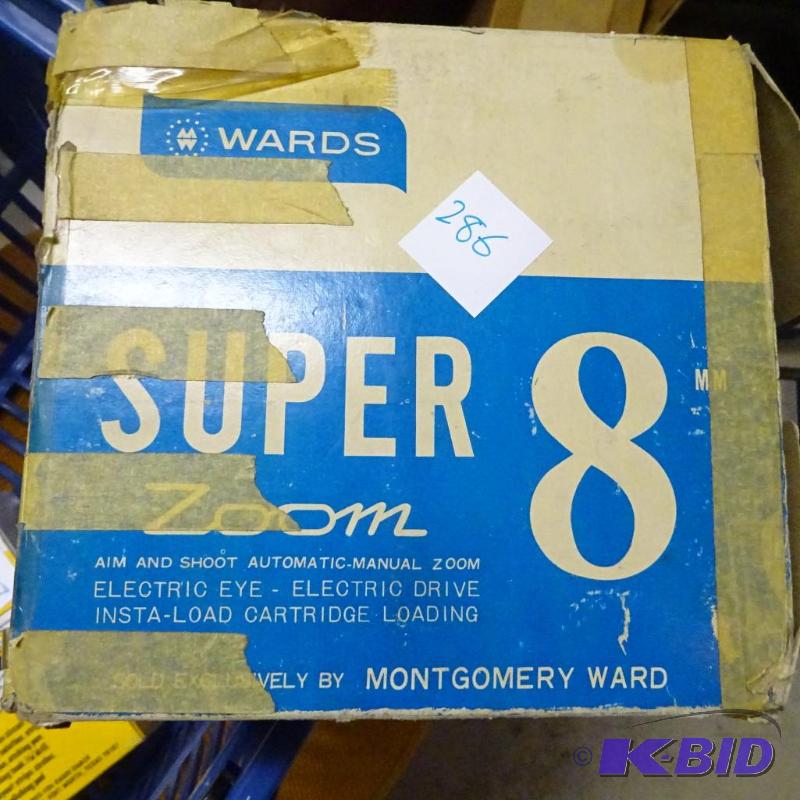 WARDS
286
SUPER 8 MM
Zoom
AIM AND SHOOT AUTOMATIC-MANUAL ZOOM
ELECTRIC EYE - ELECTRIC DRIVE
INSTA-LOAD CARTRIDGE LOADING
SOLD EXCLUSIVELY BY MONTGOMERY WARD
© K-BID